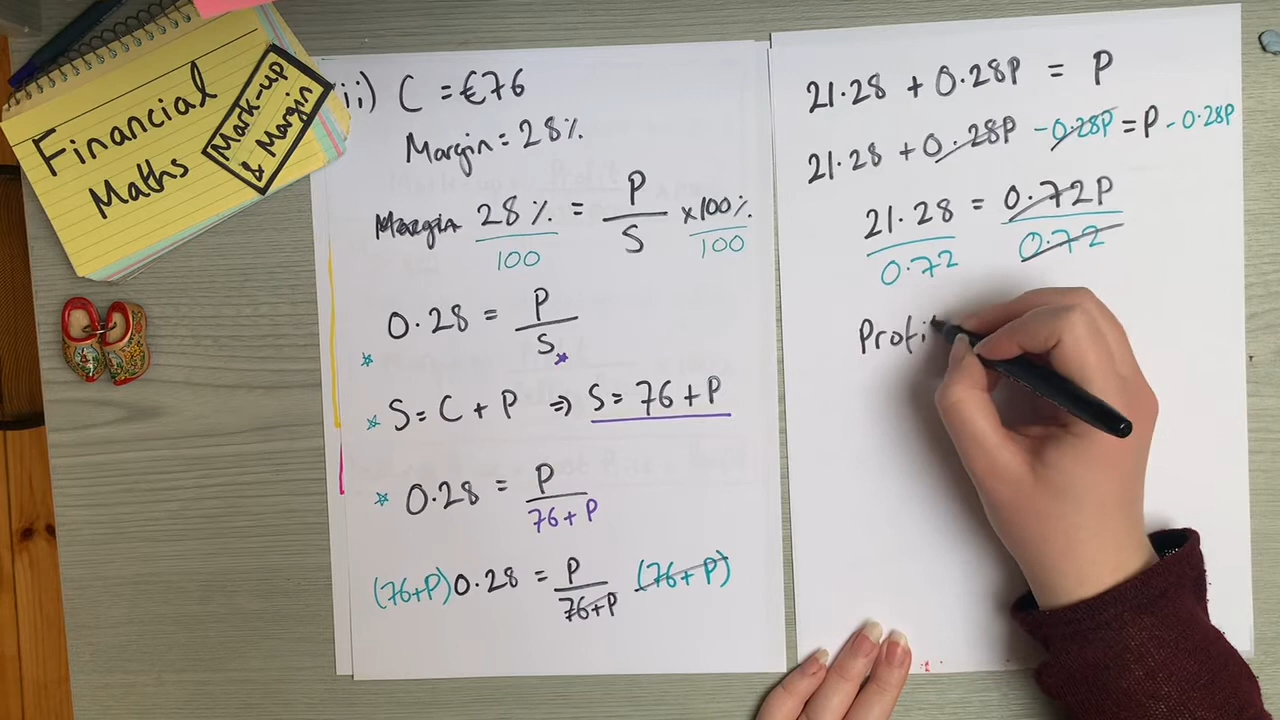 Financial
Maths
Mark-up
& Margin
ii) C = €76
Margin = 28%
Margin 28% = P/S × 100%
100 100
0.28 = P/S
S = C + P ⇒ S = 76 + P
0.28 = P/76 + P
(76+P)0.28 = P/76+P (76+P)
21.28 + 0.28P = P
21.28 + 0.28P - 0.28P = P - 0.28P
21.28 = 0.72P
0.72 0.72
Profit